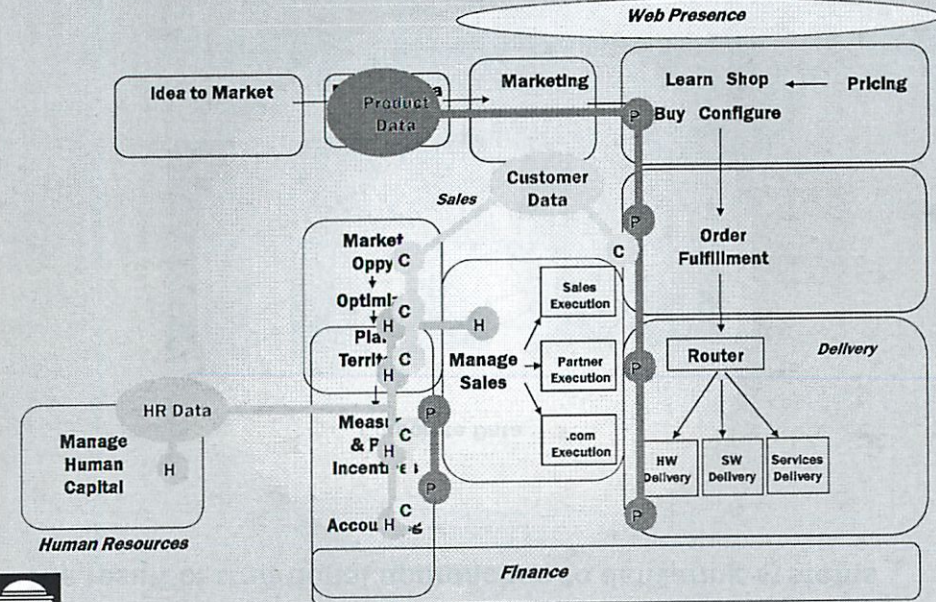 Web Presence
Idea to Market
Product
Data
Marketing
Learn Shop
Pricing
Buy Configure
P
Customer
Data
Sales
P
C
Order
Fulfillment
Market
Oppy
C
C
H
H
C
H
Manage
Sales
Sales
Execution
Partner
Execution
.com
Execution
P
Router
Delivery
HR Data
P
C
H
P
C
H
H
Manage
Human
Capital
HW
Delivery
SW
Delivery
Services
Delivery
P
Human Resources
Finance